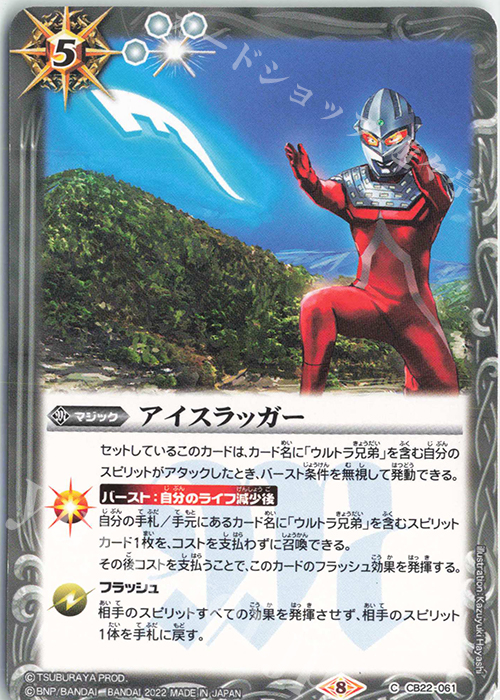 5
マジック アイスラッガー
セットしているこのカードは、カード名に「ウルトラ兄弟」を含む自分の
スピリットがアタックしたとき、バースト条件を無視して発動できる。
バースト：自分のライフ減少後
自分の手札／手元にあるカード名に「ウルトラ兄弟」を含むスピリット
カード1枚を、コストを支払わずに召喚できる。
その後コストを支払うことで、このカードのフラッシュ効果を発揮する。
フラッシュ
相手のスピリットすべての効果を発揮させず、相手のスピリット
1体を手札に戻す。
Illustration Kazuyuki Hayashi
©TSUBURAYA PROD.
©BNP/BANDAI BANDAI 2022 MADE IN JAPAN
8
C CB22-061